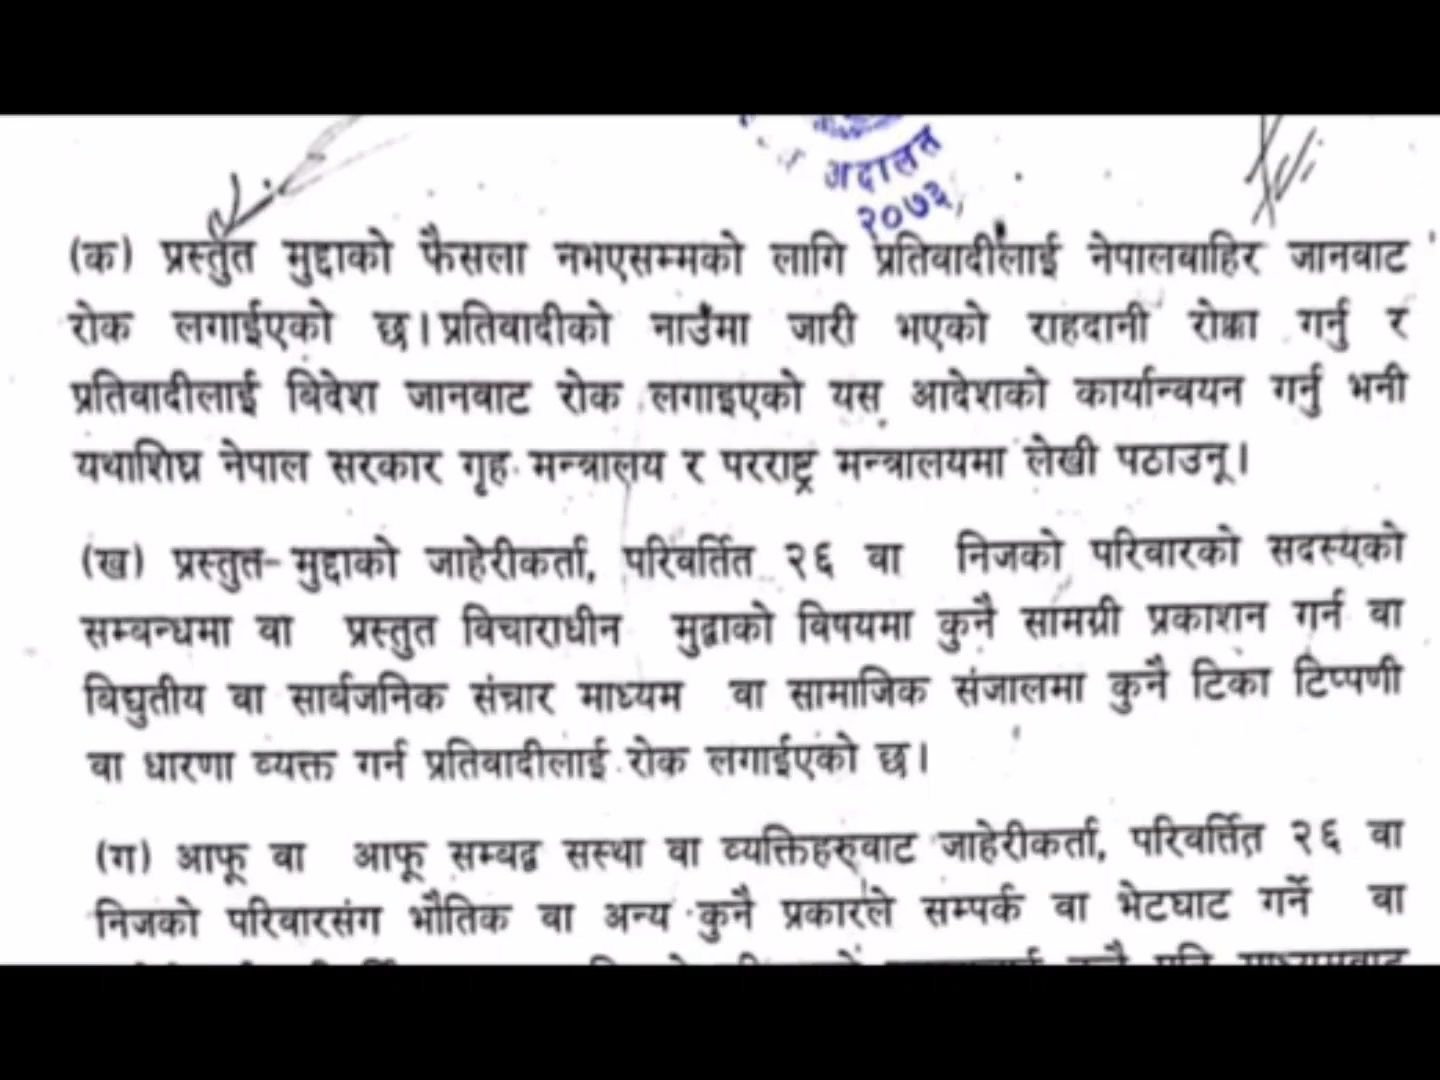 अदालत
२०७३
(क) प्रस्तुत मुद्दाको फैसला नभएसम्मको लागि प्रतिवादीलाई नेपालबाहिर जानबाट
रोक लगाईएको छ। प्रतिवादीको नाउँमा जारी भएको राहदानी रोक्का गर्नु र
प्रतिवादीलाई बिदेश जानबाट रोक लगाइएको यस आदेशको कार्यान्वयन गर्नु भनी
यथाशिघ्र नेपाल सरकार गृह मन्त्रालय र परराष्ट्र मन्त्रालयमा लेखी पठाउनू।
(ख) प्रस्तुत मुद्दाको जाहेरीकर्ता, परिवर्तित २६ वा निजको परिवारको सदस्यको
सम्बन्धमा वा प्रस्तुत विचाराधीन मुद्दाको विषयमा कुनै सामग्री प्रकाशन गर्न वा
विघुतीय वा सार्बजनिक संचार माध्यम वा सामाजिक संजालमा कुनै टिका टिप्पणी
वा धारणा व्यक्त गर्न प्रतिवादीलाई रोक लगाईएको छ।
(ग) आफू वा आफू सम्बद्ध सस्था वा व्यक्तिहरुबाट जाहेरीकर्ता, परिवर्तित २६ वा
निजको परिवारसंग भौतिक वा अन्य कुनै प्रकारले सम्पर्क वा भेटघाट गर्ने वा